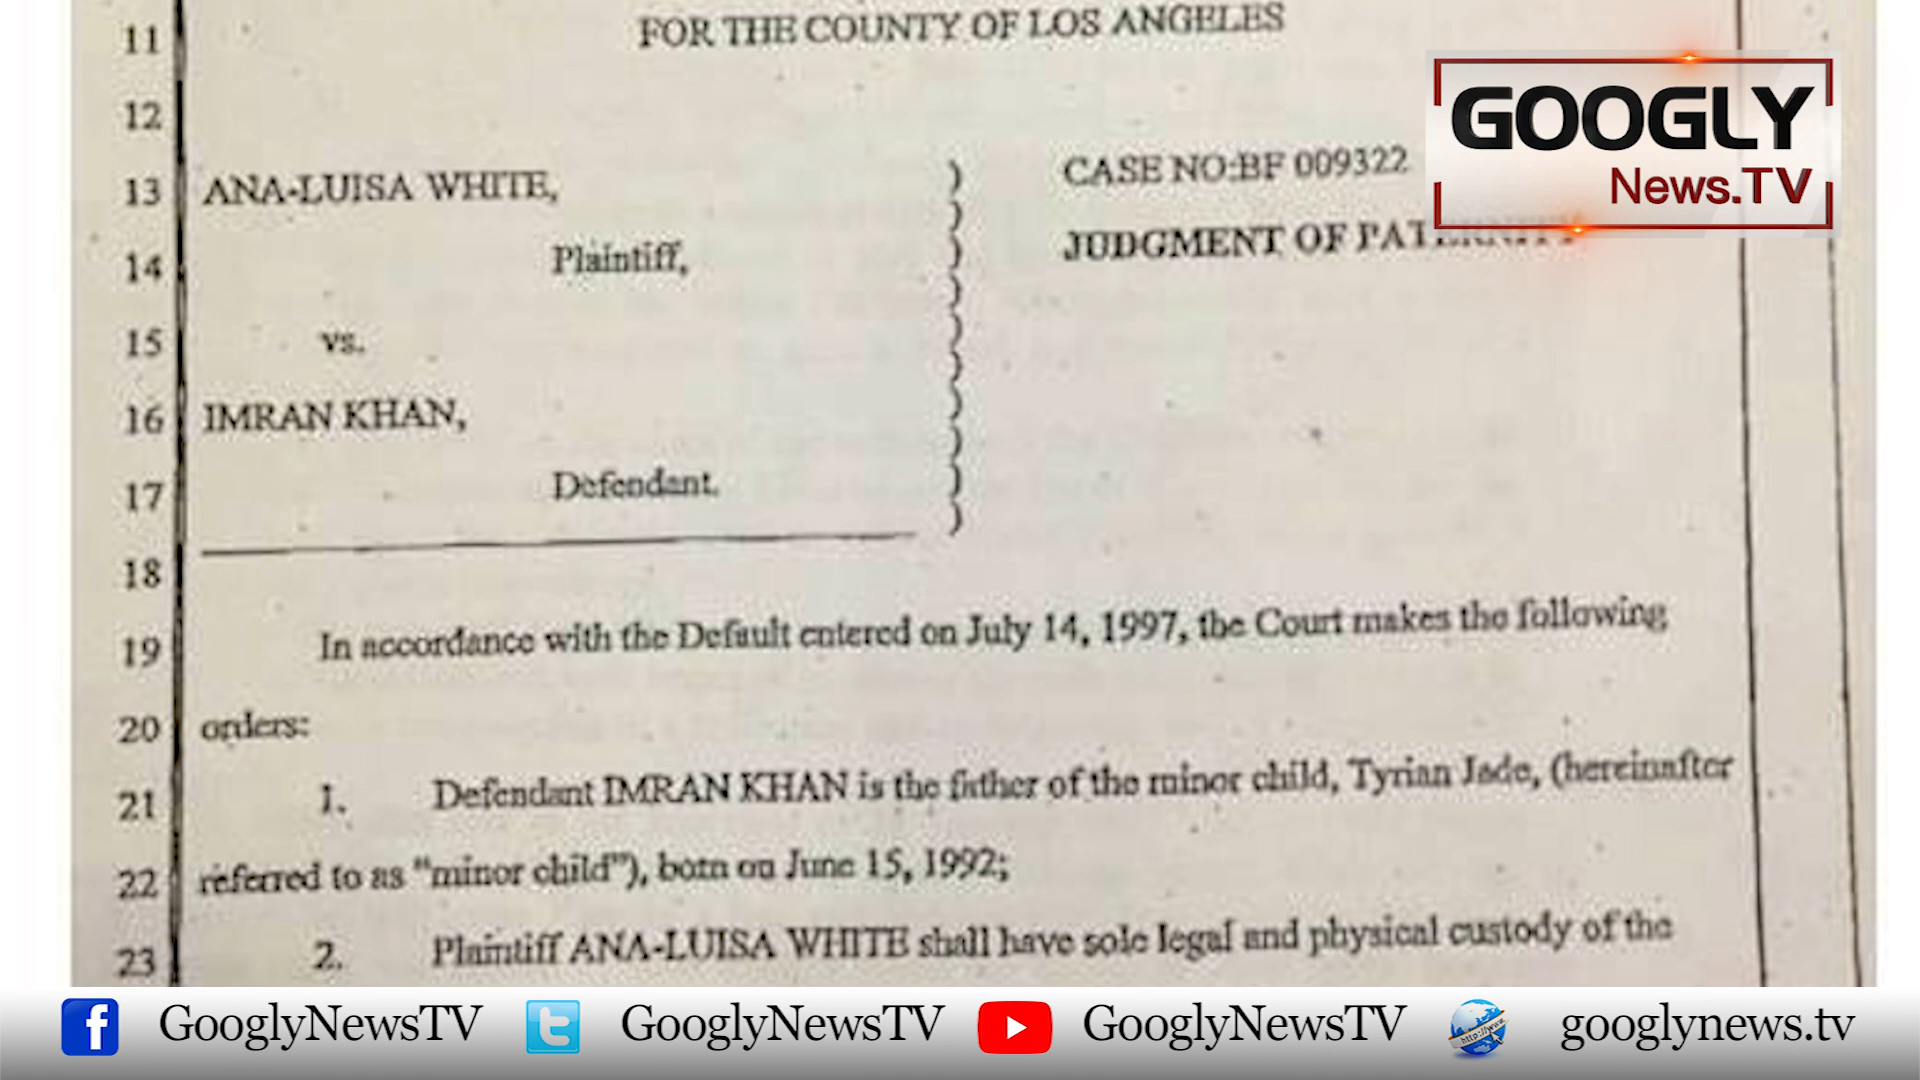 11 FOR THE COUNTY OF LOS ANGELES
GOOGLY
News.TV
12
13 ANA-LUISA WHITE, ) CASE NO:BF 009322
14 Plaintiff, ) JUDGMENT OF PATERNITY
15 vs. )
16 IMRAN KHAN, )
17 Defendant. )
18
19 In accordance with the Default entered on July 14, 1997, the Court makes the following
20 orders:
21 1. Defendant IMRAN KHAN is the father of the minor child, Tyrian Jade, (hereinafter
22 referred to as "minor child"), born on June 15, 1992;
23 2. Plaintiff ANA-LUISA WHITE shall have sole legal and physical custody of the
f GooglyNewsTV t GooglyNewsTV GooglyNewsTV http://www. googlynews.tv